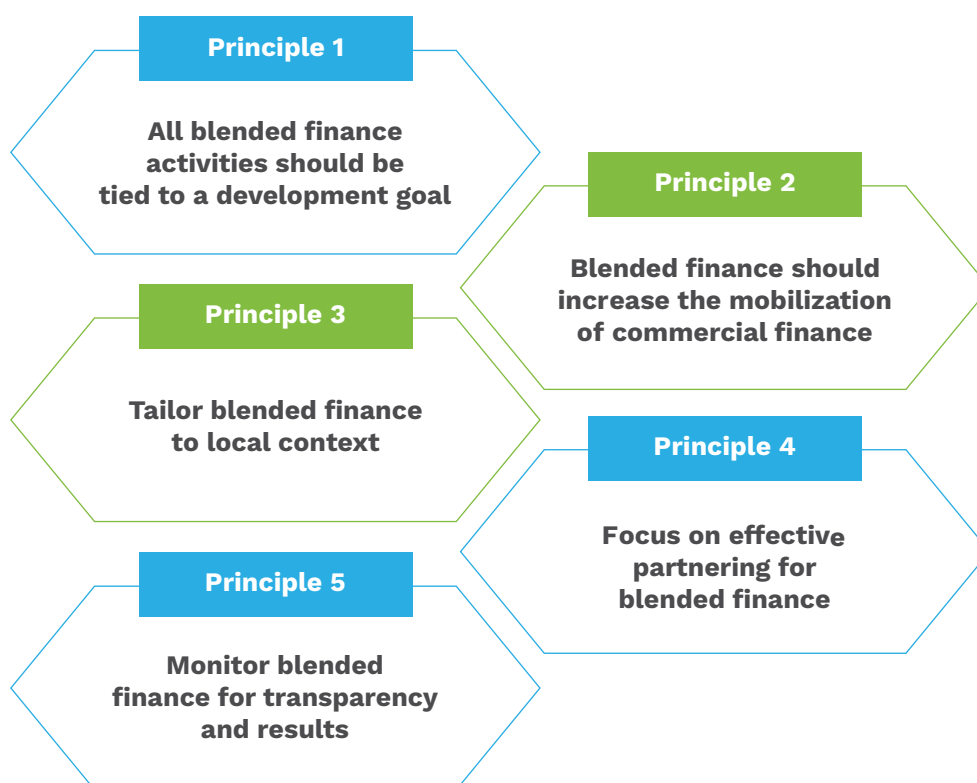 Principle 1
All blended finance
activities should be
tied to a development goal
Principle 2
Blended finance should
increase the mobilization
of commercial finance
Principle 3
Tailor blended finance
to local context
Principle 4
Focus on effective
partnering for
blended finance
Principle 5
Monitor blended
finance for transparency
and results